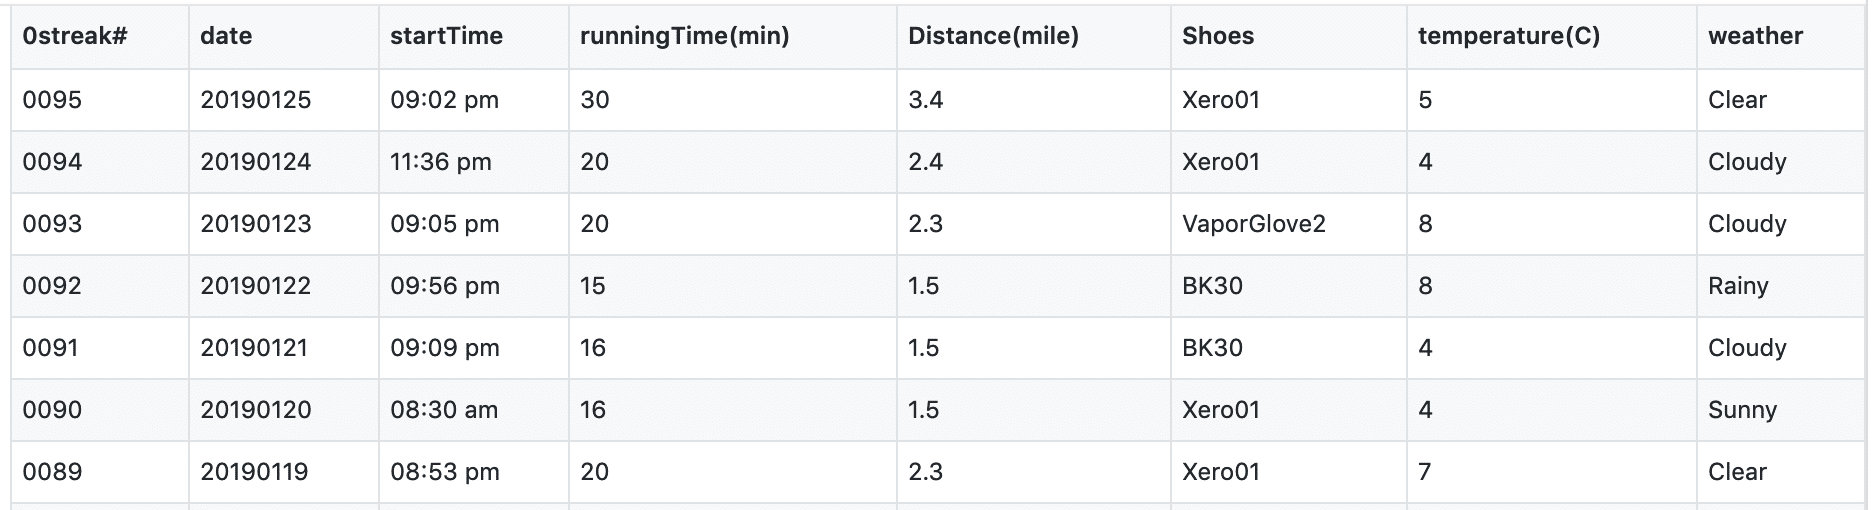 0streak# date startTime runningTime(min) Distance(mile) Shoes temperature(C) weather
0095 20190125 09:02 pm 30 3.4 Xero01 5 Clear
0094 20190124 11:36 pm 20 2.4 Xero01 4 Cloudy
0093 20190123 09:05 pm 20 2.3 VaporGlove2 8 Cloudy
0092 20190122 09:56 pm 15 1.5 BK30 8 Rainy
0091 20190121 09:09 pm 16 1.5 BK30 4 Cloudy
0090 20190120 08:30 am 16 1.5 Xero01 4 Sunny
0089 20190119 08:53 pm 20 2.3 Xero01 7 Clear